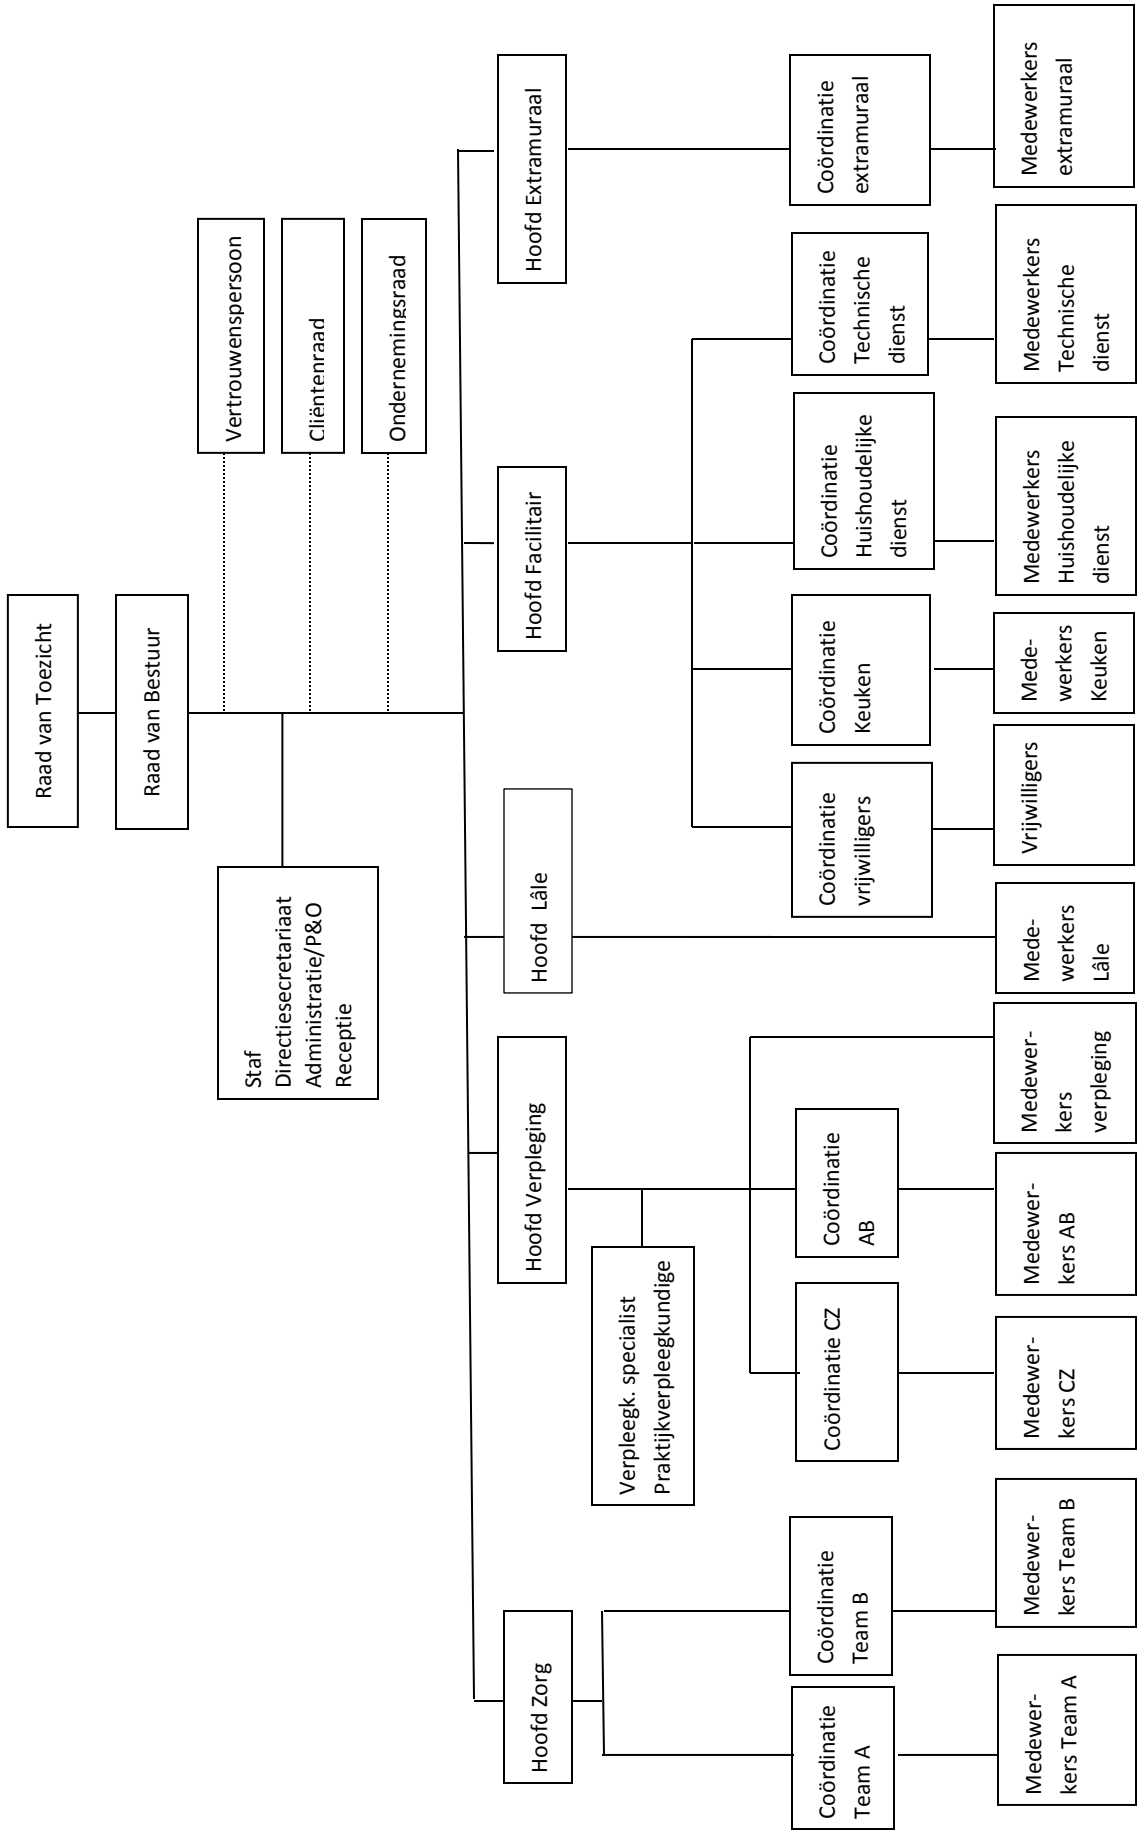 Raad van Toezicht
Raad van Bestuur
Staf
Directiesecretariaat
Administratie/P&O
Receptie
Vertrouwenspersoon
Cliëntenraad
Ondernemingsraad
Hoofd Zorg
Hoofd Verpleging
Hoofd Lâle
Hoofd Facilitair
Hoofd Extramuraal
Verpleegk. specialist
Praktijkverpleegkundige
Coördinatie
Team A
Coördinatie
Team B
Coördinatie CZ
Coördinatie
AB
Coördinatie
vrijwilligers
Coördinatie
Keuken
Coördinatie
Huishoudelijke
dienst
Coördinatie
Technische
dienst
Coördinatie
extramuraal
Medewer-
kers Team A
Medewer-
kers Team B
Medewer-
kers CZ
Medewer-
kers AB
Medewer-
kers
verpleging
Mede-
werkers
Lâle
Vrijwilligers
Mede-
werkers
Keuken
Medewerkers
Huishoudelijke
dienst
Medewerkers
Technische
dienst
Medewerkers
extramuraal